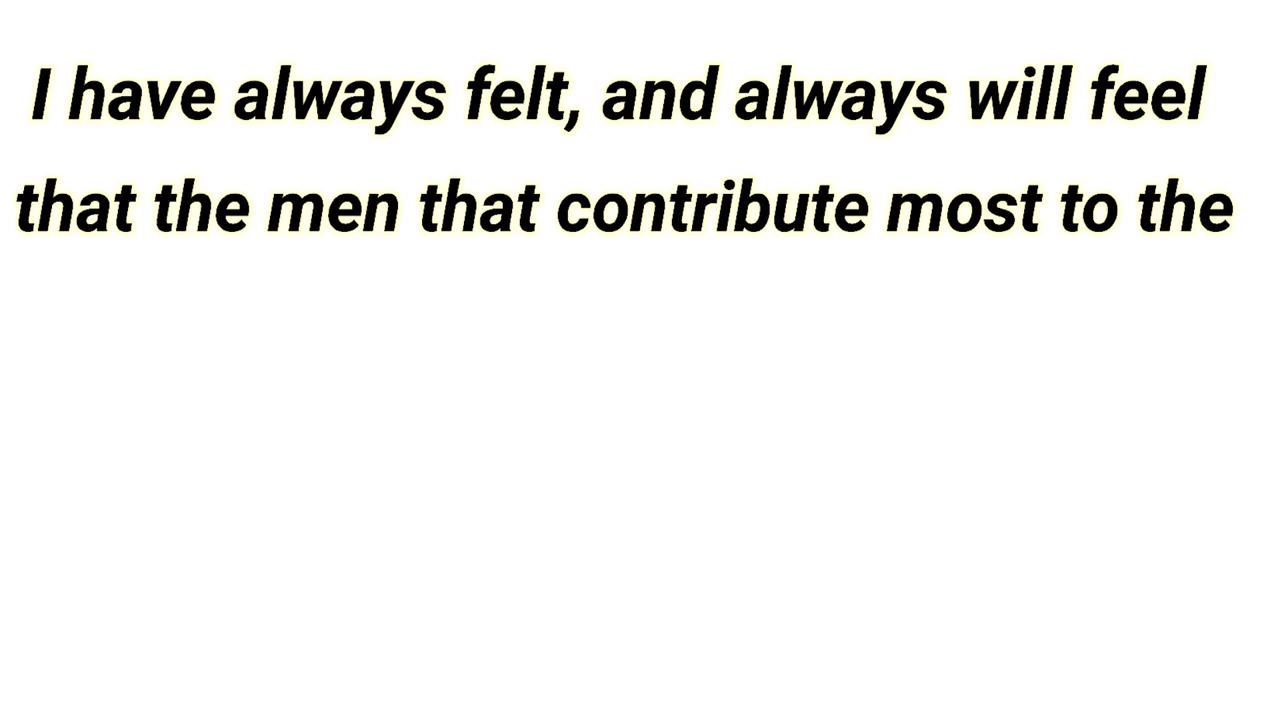 I have always felt, and always will feel
that the men that contribute most to the